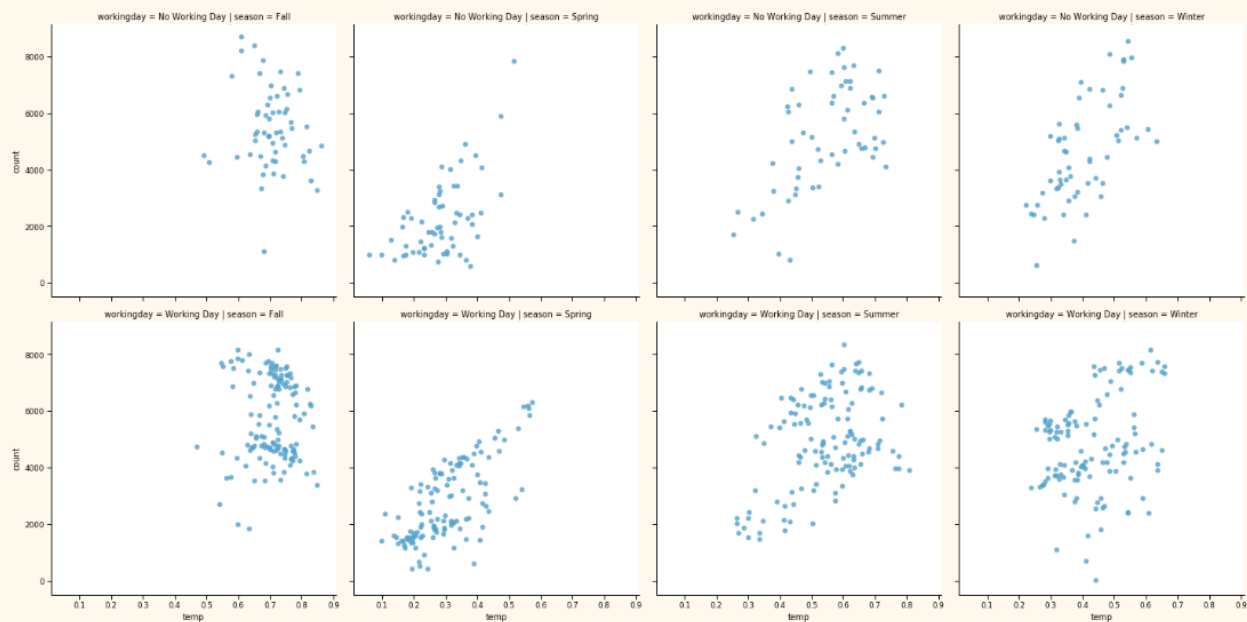 workingday = No Working Day | season = Fall
workingday = No Working Day | season = Spring
workingday = No Working Day | season = Summer
workingday = No Working Day | season = Winter
8000
6000
count
4000
2000
0
workingday = Working Day | season = Fall
workingday = Working Day | season = Spring
workingday = Working Day | season = Summer
workingday = Working Day | season = Winter
8000
6000
count
4000
2000
0
0.1 0.2 0.3 0.4 0.5 0.6 0.7 0.8 0.9
0.1 0.2 0.3 0.4 0.5 0.6 0.7 0.8 0.9
0.1 0.2 0.3 0.4 0.5 0.6 0.7 0.8 0.9
0.1 0.2 0.3 0.4 0.5 0.6 0.7 0.8 0.9
temp
temp
temp
temp